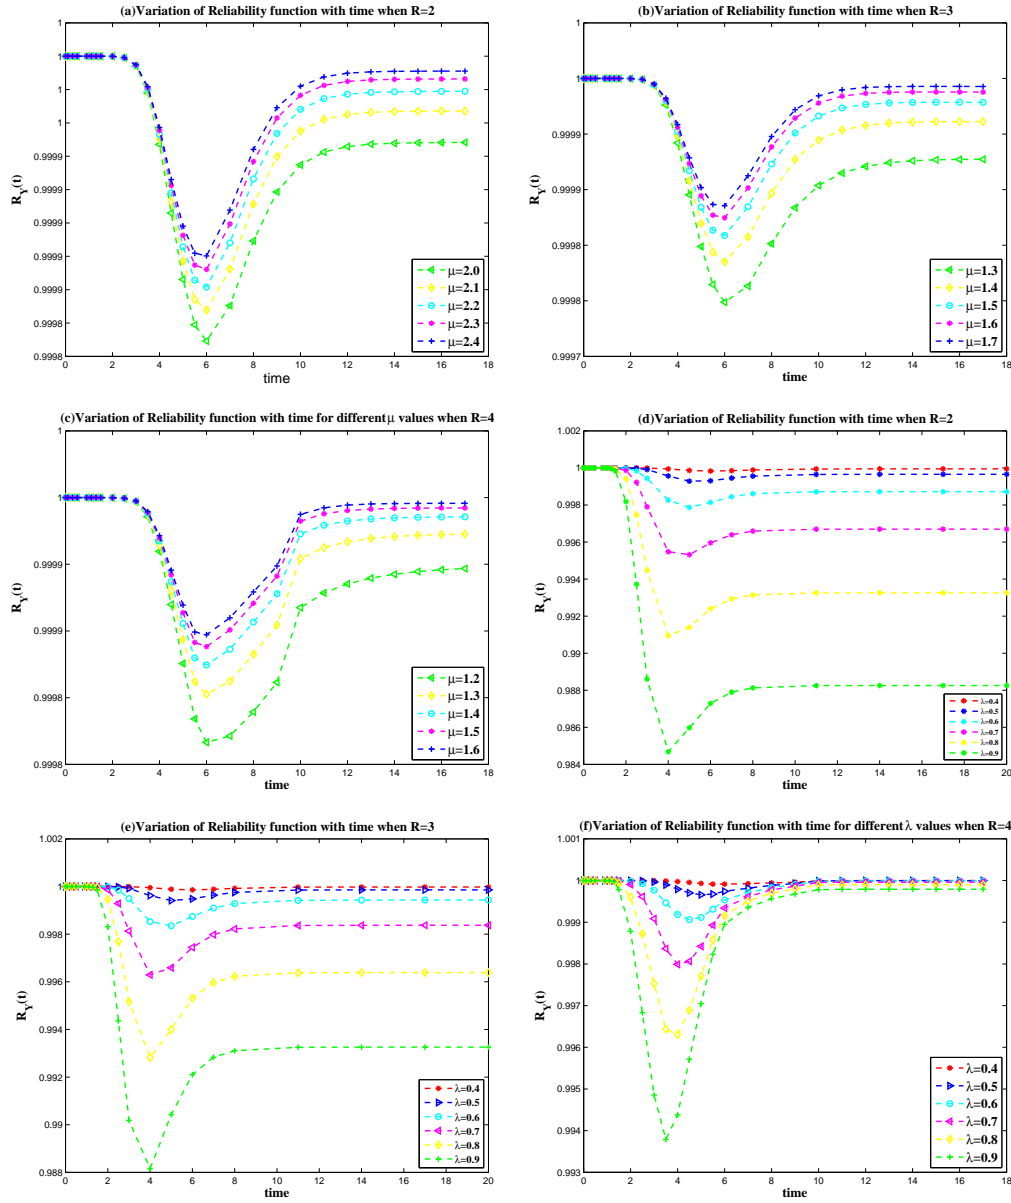 (a)Variation of Reliability function with time when R=2
1
1
1
0.9999
0.9999
0.9999
0.9999
0.9998
0.9998
R_Y(t)
0 2 4 6 8 10 12 14 16 18
time
μ=2.0
μ=2.1
μ=2.2
μ=2.3
μ=2.4
(b)Variation of Reliability function with time when R=3
1
0.9999
0.9999
0.9998
0.9998
0.9997
R_Y(t)
0 2 4 6 8 10 12 14 16 18
time
μ=1.3
μ=1.4
μ=1.5
μ=1.6
μ=1.7
(c)Variation of Reliability function with time for different μ values when R=4
1
1
0.9999
0.9999
0.9998
0.9998
R_Y(t)
0 2 4 6 8 10 12 14 16 18
time
μ=1.2
μ=1.3
μ=1.4
μ=1.5
μ=1.6
(d)Variation of Reliability function with time when R=2
1.002
1
0.998
0.996
0.994
0.99
0.988
0.986
0.984
R_Y(t)
0 2 4 6 8 10 12 14 16 18 20
time
λ=0.4
λ=0.5
λ=0.6
λ=0.7
λ=0.8
λ=0.9
(e)Variation of Reliability function with time when R=3
1.002
1
0.998
0.996
0.994
0.99
0.988
R_Y(t)
0 2 4 6 8 10 12 14 16 18 20
time
λ=0.4
λ=0.5
λ=0.6
λ=0.7
λ=0.8
λ=0.9
(f)Variation of Reliability function with time for different λ values when R=4
1.001
1
0.999
0.998
0.997
0.996
0.995
0.994
0.993
R_Y(t)
0 2 4 6 8 10 12 14 16 18
time
λ=0.4
λ=0.5
λ=0.6
λ=0.7
λ=0.8
λ=0.9